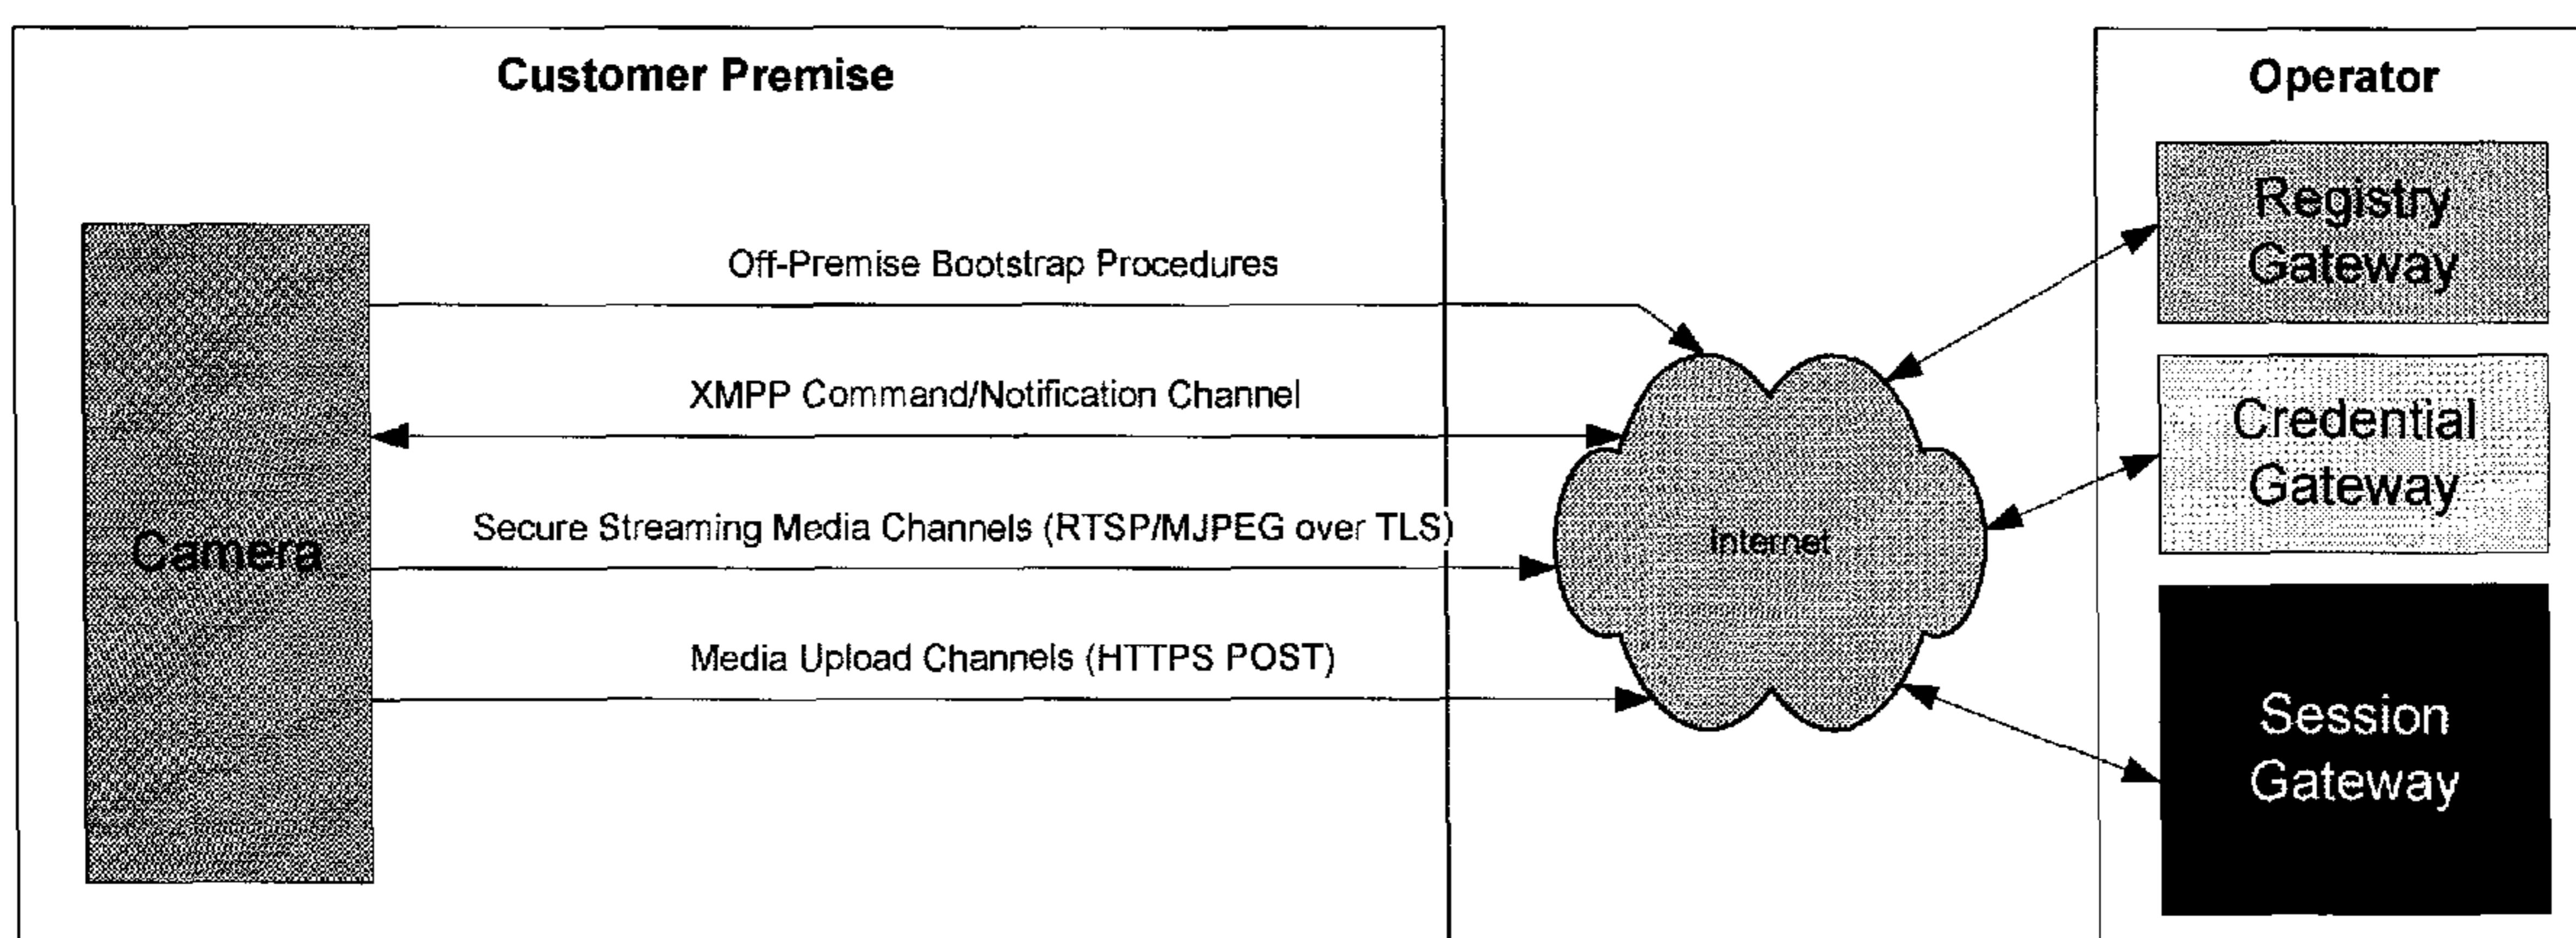 Customer Premise
Operator
Registry
Gateway
Off-Premise Bootstrap Procedures
XMPP Command/Notification Channel
Credential
Gateway
Secure Streaming Media Channels (RTSP/MJPEG over TLS)
Camera
Internet
Media Upload Channels (HTTPS POST)
Session
Gateway